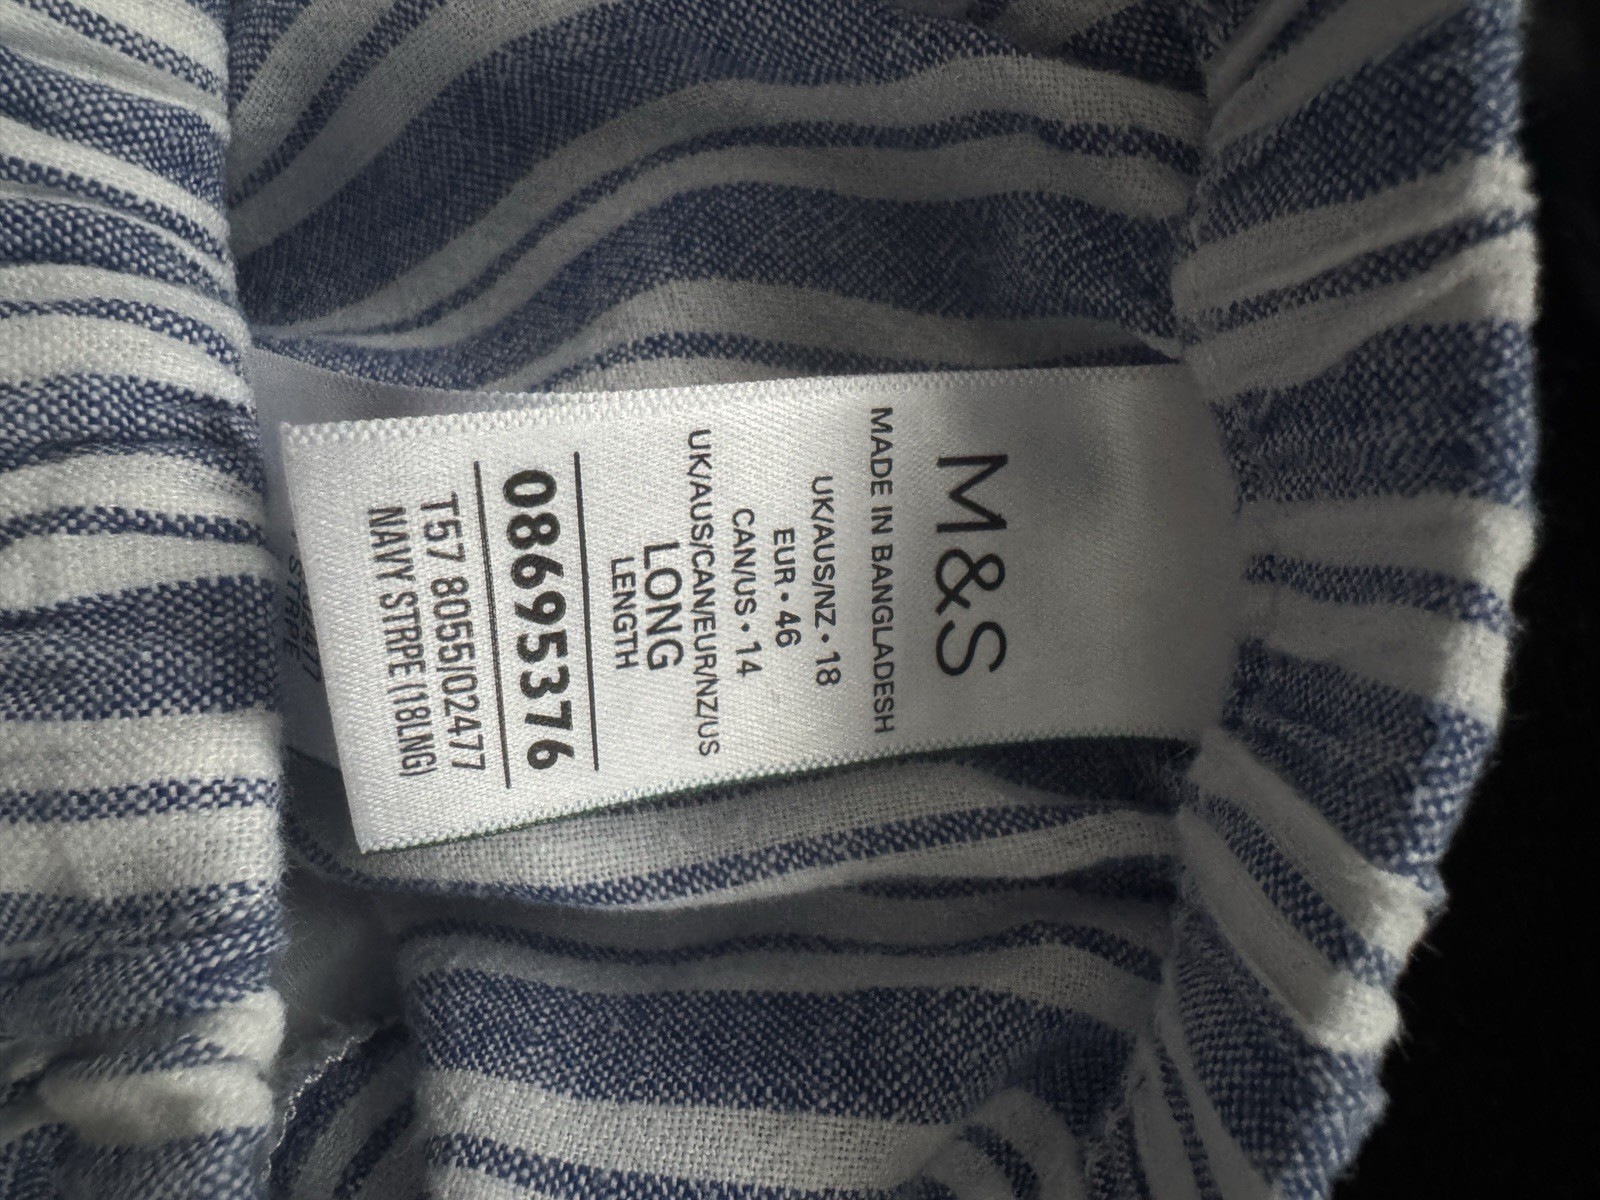 M&S
MADE IN BANGLADESH
UK/AUS/NZ • 18
EUR • 46
CAN/US • 14
UK/AUS/CAN/EUR/NZ/US
LONG
LENGTH
08695376
T57 8055/02477
NAVY STRPE (18LNG)